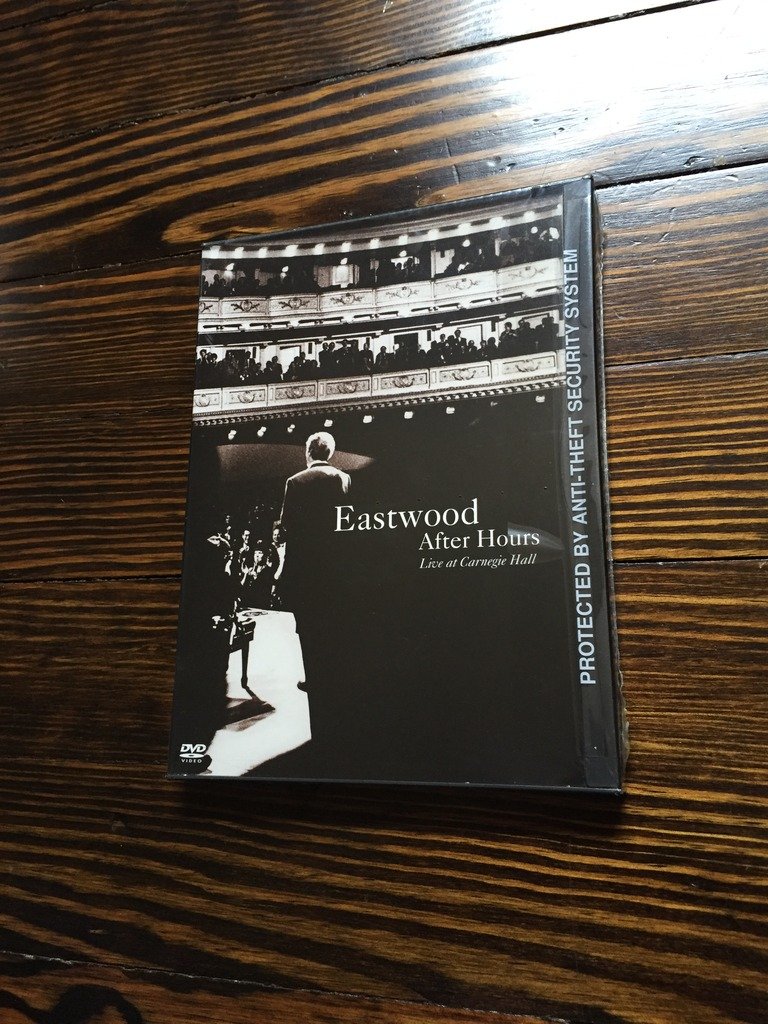 Eastwood
After Hours
Live at Carnegie Hall
DVD
VIDEO
PROTECTED BY ANTI-THEFT SECURITY SYSTEM